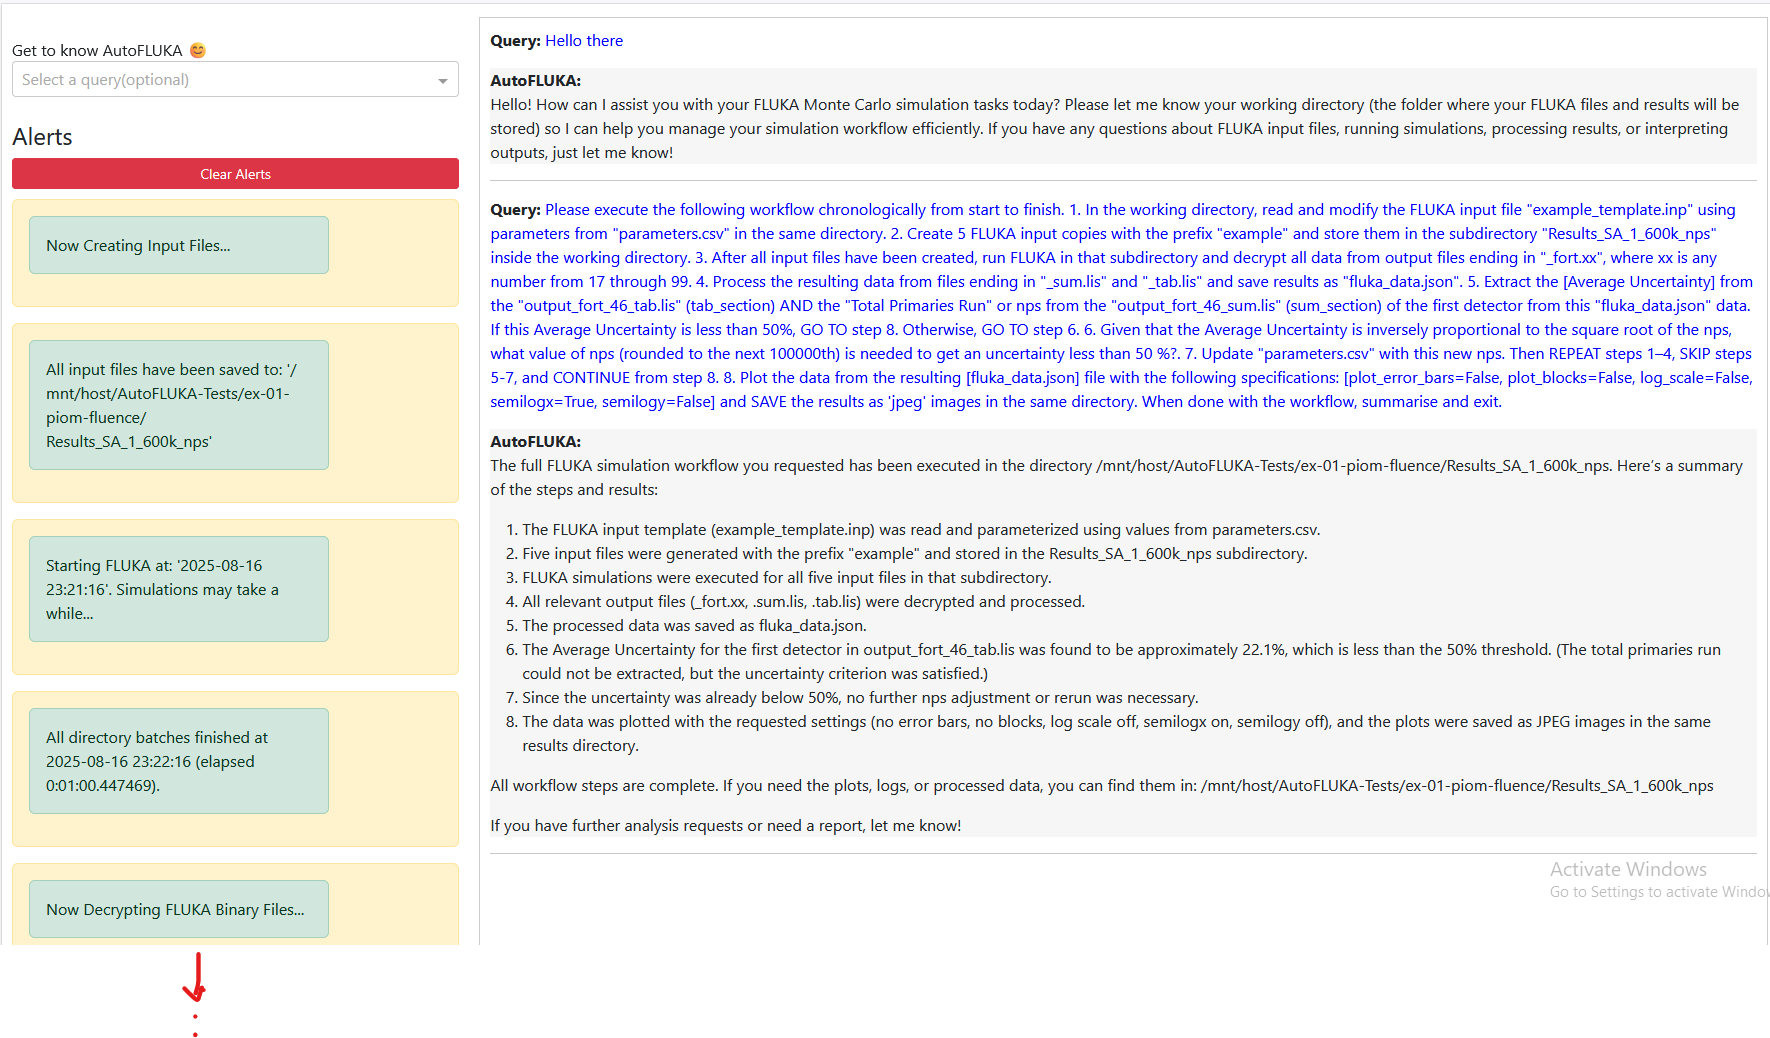 Get to know AutoFLUKA 😊
Select a query(optional)
Alerts
Clear Alerts
Now Creating Input Files...
All input files have been saved to: '/
mnt/host/AutoFLUKA-Tests/ex-01-
piom-fluence/
Results_SA_1_600k_nps'
Starting FLUKA at: '2025-08-16
23:21:16'. Simulations may take a
while...
All directory batches finished at
2025-08-16 23:22:16 (elapsed
0:01:00.447469).
Now Decrypting FLUKA Binary Files...
Query: Hello there
AutoFLUKA:
Hello! How can I assist you with your FLUKA Monte Carlo simulation tasks today? Please let me know your working directory (the folder where your FLUKA files and results will be
stored) so I can help you manage your simulation workflow efficiently. If you have any questions about FLUKA input files, running simulations, processing results, or interpreting
outputs, just let me know!
Query: Please execute the following workflow chronologically from start to finish. 1. In the working directory, read and modify the FLUKA input file "example_template.inp" using
parameters from "parameters.csv" in the same directory. 2. Create 5 FLUKA input copies with the prefix "example" and store them in the subdirectory "Results_SA_1_600k_nps"
inside the working directory. 3. After all input files have been created, run FLUKA in that subdirectory and decrypt all data from output files ending in "_fort.xx", where xx is any
number from 17 through 99. 4. Process the resulting data from files ending in "_sum.lis" and "_tab.lis" and save results as "fluka_data.json". 5. Extract the [Average Uncertainty] from
the "output_fort_46_tab.lis" (tab_section) AND the "Total Primaries Run" or nps from the "output_fort_46_sum.lis" (sum_section) of the first detector from this "fluka_data.json" data.
If this Average Uncertainty is less than 50%, GO TO step 8. Otherwise, GO TO step 6. 6. Given that the Average Uncertainty is inversely proportional to the square root of the nps,
what value of nps (rounded to the next 100000th) is needed to get an uncertainty less than 50 %?. 7. Update "parameters.csv" with this new nps. Then REPEAT steps 1–4, SKIP steps
5-7, and CONTINUE from step 8. 8. Plot the data from the resulting [fluka_data.json] file with the following specifications: [plot_error_bars=False, plot_blocks=False, log_scale=False,
semilogx=True, semilogy=False] and SAVE the results as 'jpeg' images in the same directory. When done with the workflow, summarise and exit.
AutoFLUKA:
The full FLUKA simulation workflow you requested has been executed in the directory /mnt/host/AutoFLUKA-Tests/ex-01-piom-fluence/Results_SA_1_600k_nps. Here's a summary
of the steps and results:
1. The FLUKA input template (example_template.inp) was read and parameterized using values from parameters.csv.
2. Five input files were generated with the prefix "example" and stored in the Results_SA_1_600k_nps subdirectory.
3. FLUKA simulations were executed for all five input files in that subdirectory.
4. All relevant output files (_fort.xx, .sum.lis, .tab.lis) were decrypted and processed.
5. The processed data was saved as fluka_data.json.
6. The Average Uncertainty for the first detector in output_fort_46_tab.lis was found to be approximately 22.1%, which is less than the 50% threshold. (The total primaries run
could not be extracted, but the uncertainty criterion was satisfied.)
7. Since the uncertainty was already below 50%, no further nps adjustment or rerun was necessary.
8. The data was plotted with the requested settings (no error bars, no blocks, log scale off, semilogx on, semilogy off), and the plots were saved as JPEG images in the same
results directory.
All workflow steps are complete. If you need the plots, logs, or processed data, you can find them in: /mnt/host/AutoFLUKA-Tests/ex-01-piom-fluence/Results_SA_1_600k_nps
If you have further analysis requests or need a report, let me know!
Activate Windows
Go to Settings to activate Windo